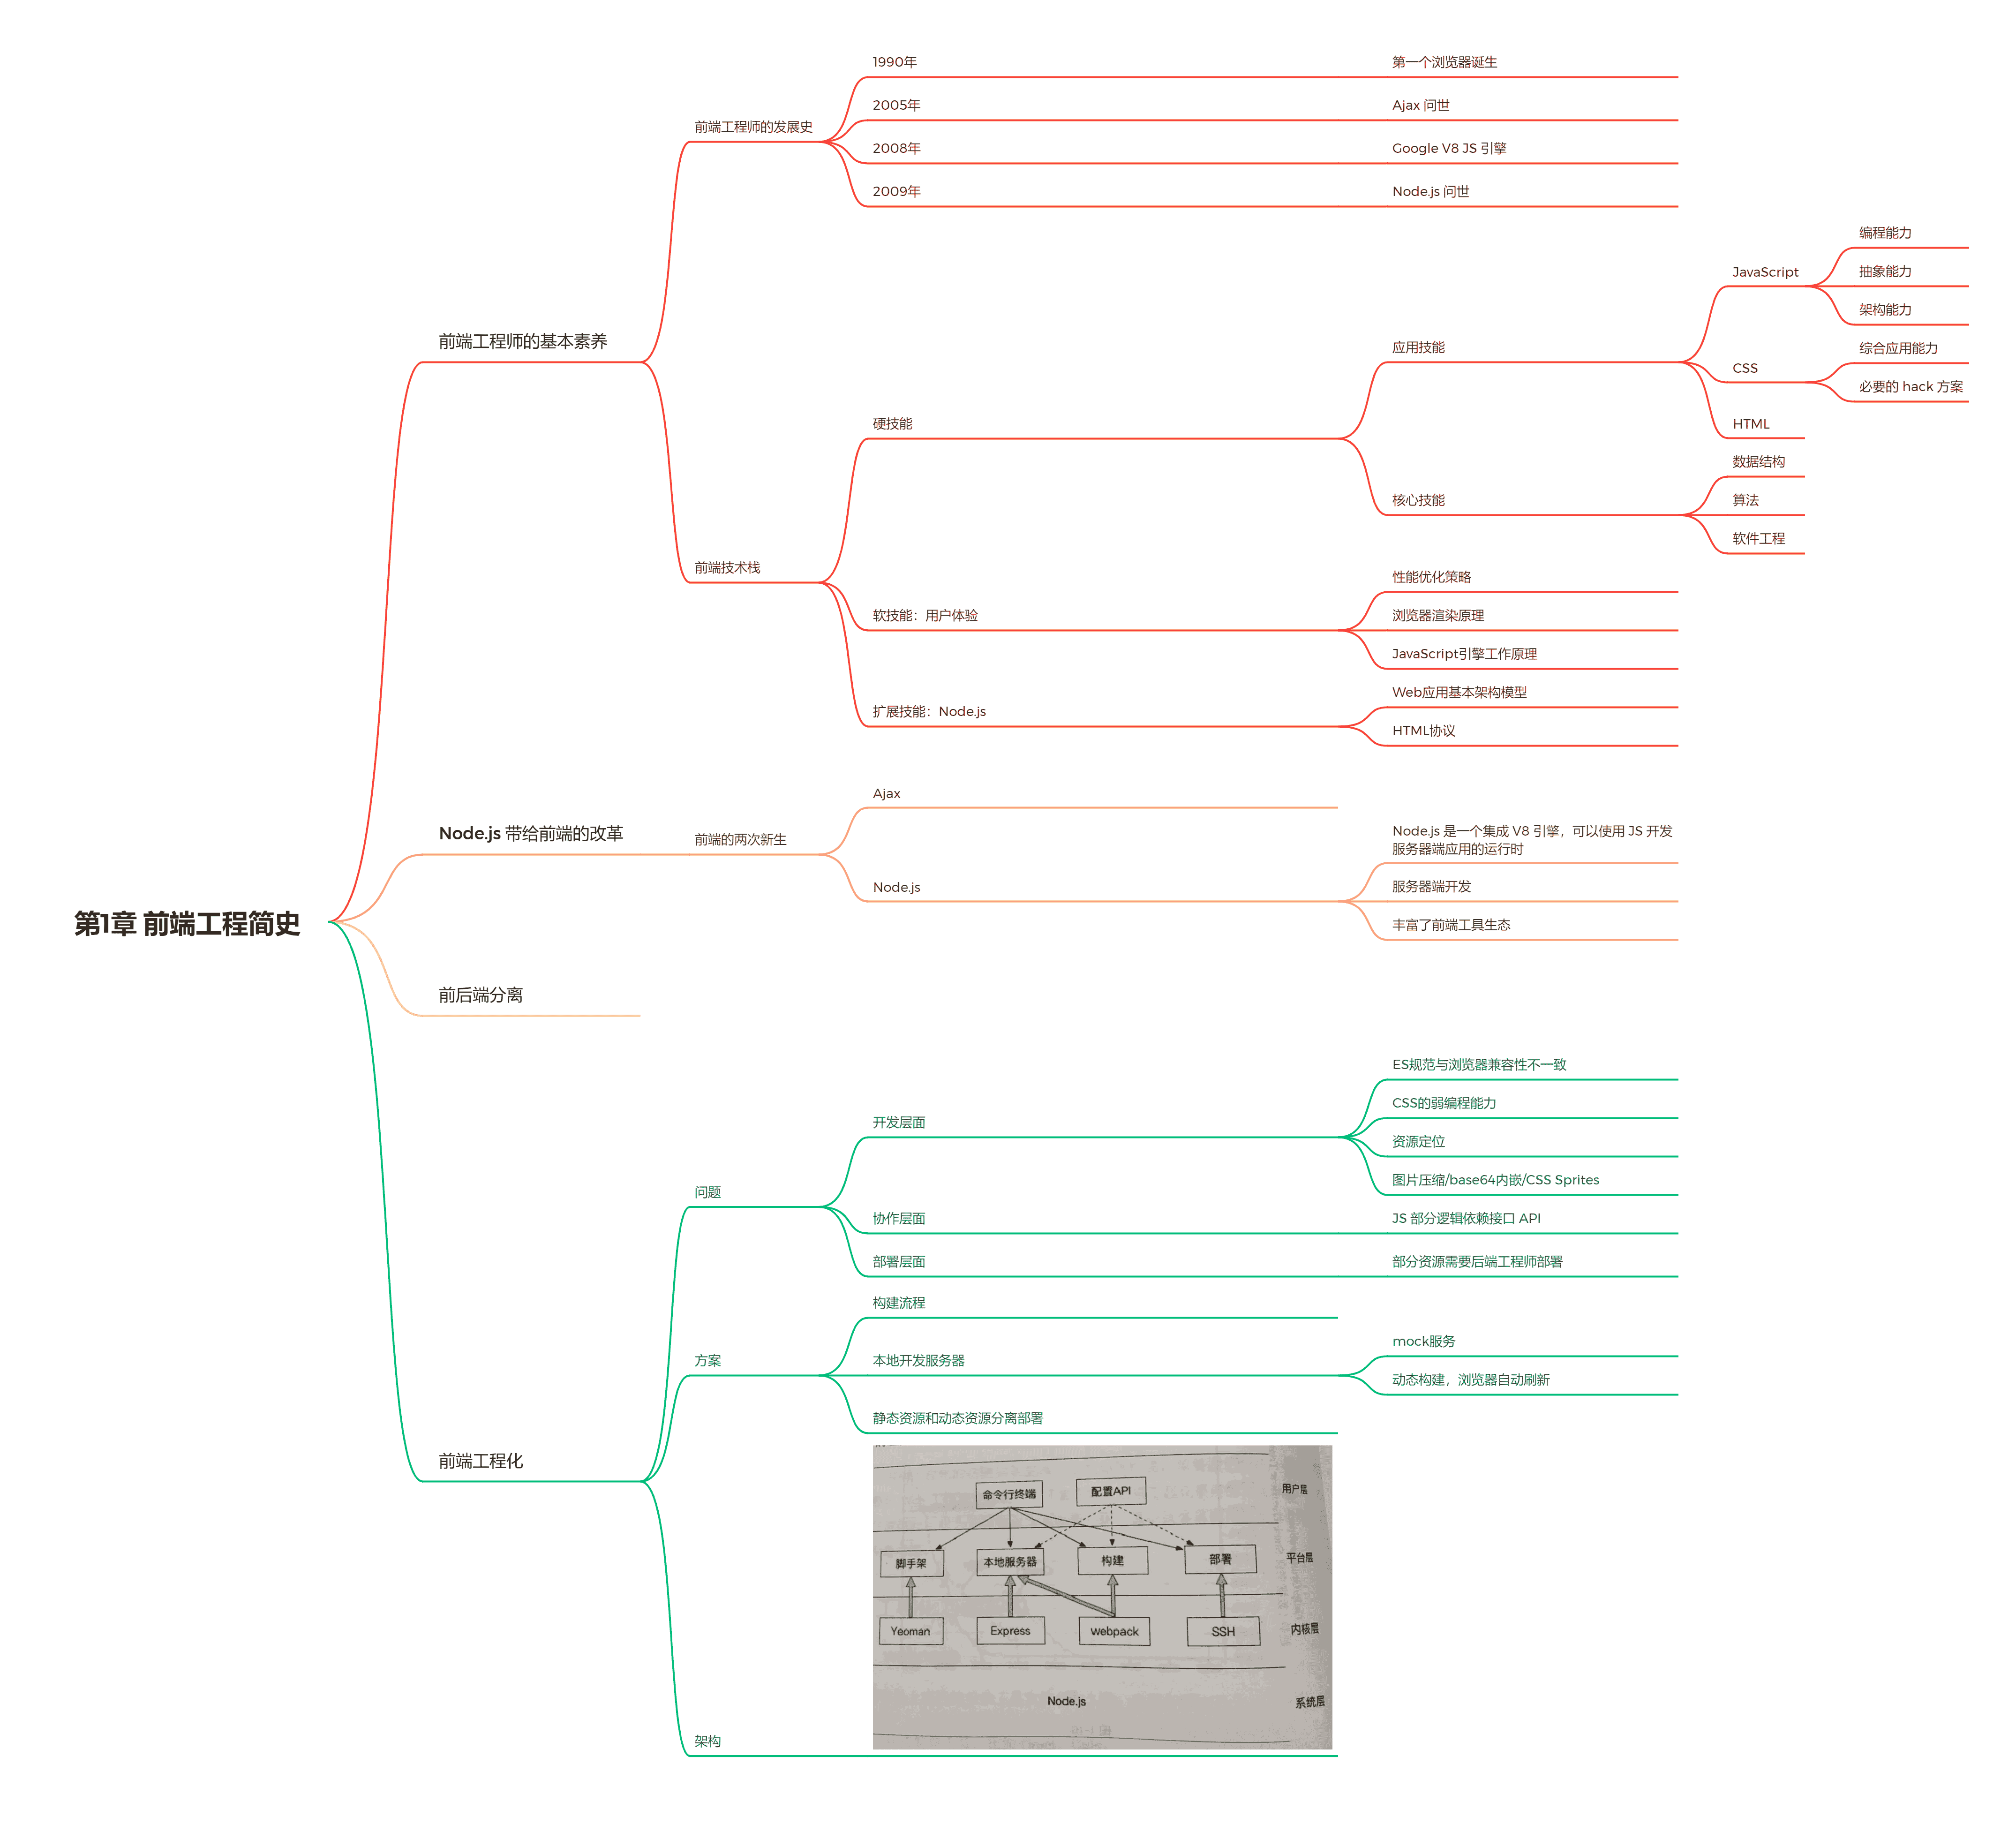 第1章 前端工程简史
前端工程师的基本素养
前端工程师的发展史
1990年
第一个浏览器诞生
2005年
Ajax 问世
2008年
Google V8 JS 引擎
2009年
Node.js 问世
前端技术栈
硬技能
应用技能
JavaScript
编程能力
抽象能力
架构能力
CSS
综合应用能力
必要的 hack 方案
HTML
核心技能
数据结构
算法
软件工程
软技能：用户体验
性能优化策略
浏览器渲染原理
JavaScript引擎工作原理
扩展技能：Node.js
Web应用基本架构模型
HTML协议
Node.js 带给前端的改革
前端的两次新生
Ajax
Node.js
Node.js 是一个集成 V8 引擎，可以使用 JS 开发
服务器端应用的运行时
服务器端开发
丰富了前端工具生态
前后端分离
前端工程化
问题
开发层面
ES规范与浏览器兼容性不一致
CSS的弱编程能力
资源定位
图片压缩/base64内嵌/CSS Sprites
协作层面
JS 部分逻辑依赖接口 API
部署层面
部分资源需要后端工程师部署
方案
构建流程
本地开发服务器
mock服务
动态构建，浏览器自动刷新
静态资源和动态资源分离部署
架构
命令行终端
配置API
用户层
脚手架
本地服务器
构建
部署
平台层
Yeoman
Express
Webpack
SSH
内核层
Node.js
系统层